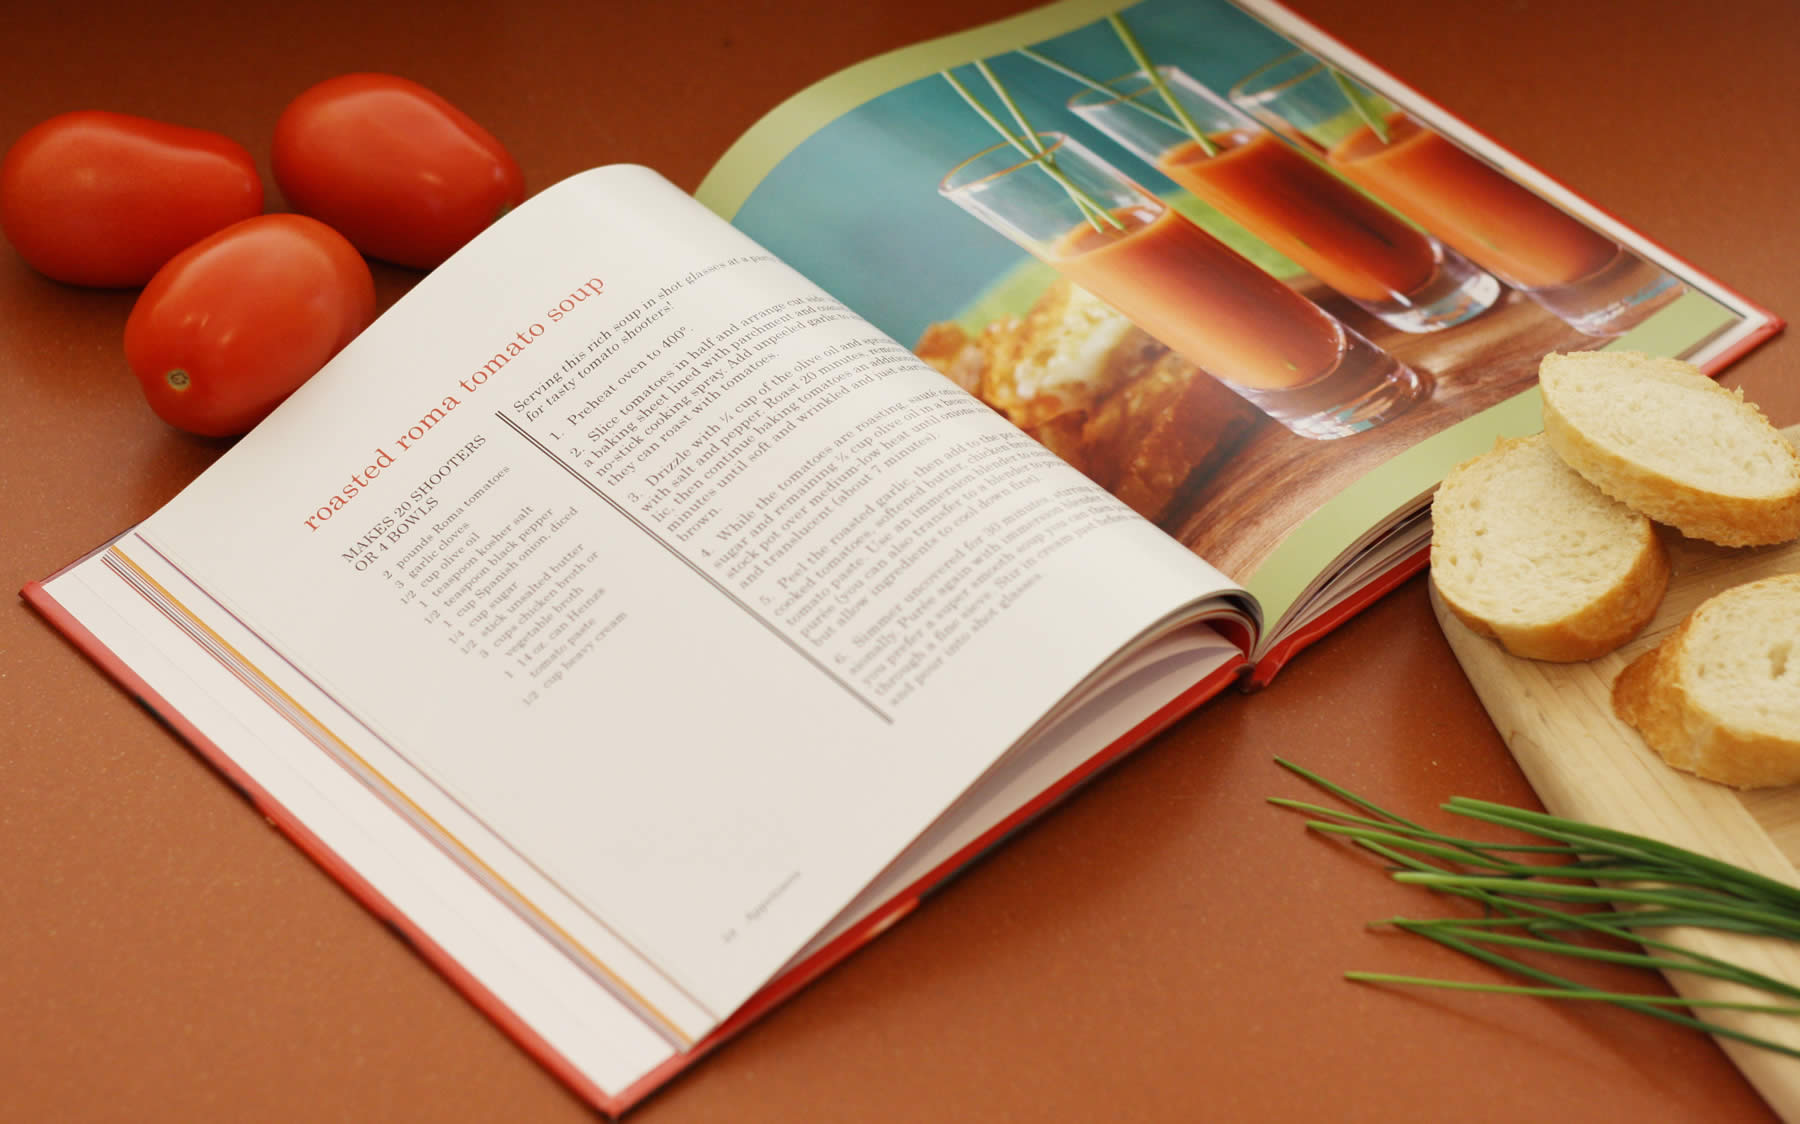 roasted roma tomato soup
MAKES 20 SHOOTERS
OR 4 BOWLS
2 pounds Roma tomatoes
3 garlic cloves
1/2 cup olive oil
1 teaspoon kosher salt
1/2 teaspoon black pepper
1 cup Spanish onion, diced
1/4 cup sugar
1/2 stick unsalted butter
3 cups chicken broth or
vegetable broth
1 14 oz. can Heinz
tomato paste
1/2 cup heavy cream
Serving this rich soup in shot glasses at a party
for tasty tomato shooters!
1. Preheat oven to 400°.
2. Slice tomatoes in half and arrange cut side
a baking sheet lined with parchment and
no-stick cooking spray. Add unpeeled garlic
they can roast with tomatoes.
3. Drizzle with ¼ cup of the olive oil and
with salt and pepper. Roast 20 minutes,
lic, then continue baking tomatoes an additional
minutes until soft and wrinkled and just
brown.
4. While the tomatoes are roasting, sauté
sugar and remaining ¼ cup olive oil in a
stock pot over medium-low heat until onions
and translucent (about 7 minutes).
5. Peel the roasted garlic, then add to the pot
cooked tomatoes, softened butter, chicken
tomato paste. Use an immersion blender to
purée (you can also transfer to a blender to
but allow ingredients to cool down first).
6. Simmer uncovered for 30 minutes, stirring
sionally. Purée again with immersion blender
you prefer a super smooth soup you can then
through a fine sieve. Stir in cream just before
and pour into shot glasses.
Appetizers